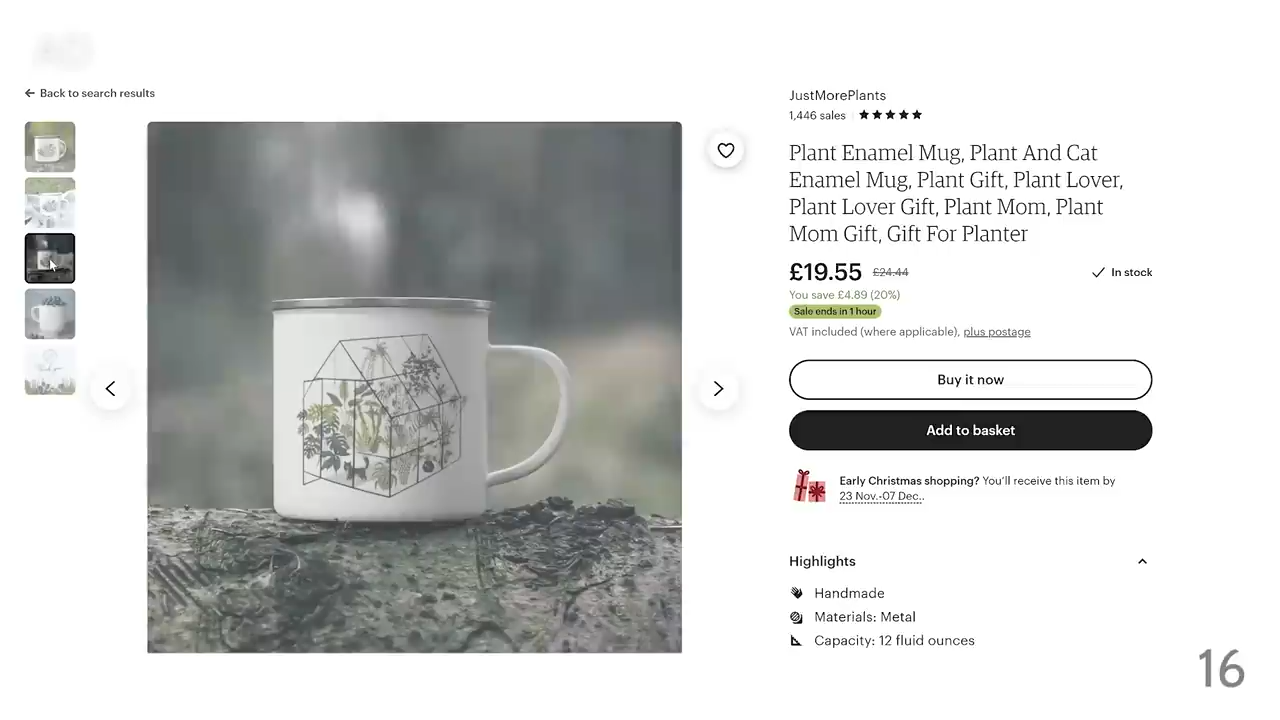 AD
Back to search results
JustMorePlants
1,446 sales
Plant Enamel Mug, Plant And Cat
Enamel Mug, Plant Gift, Plant Lover,
Plant Lover Gift, Plant Mom, Plant
Mom Gift, Gift For Planter
£19.55 £24.44 In stock
You save £4.89 (20%)
Sale ends in 1 hour
VAT included (where applicable), plus postage
Buy it now
Add to basket
Early Christmas shopping? You'll receive this item by
23 Nov.-07 Dec..
Highlights
Handmade
Materials: Metal
Capacity: 12 fluid ounces
16